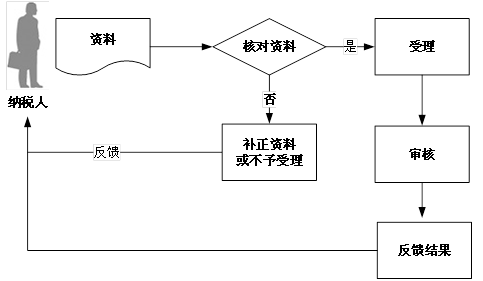 资料
核对资料
是
受理
纳税人
否
反馈
补正资料
或不予受理
审核
反馈结果